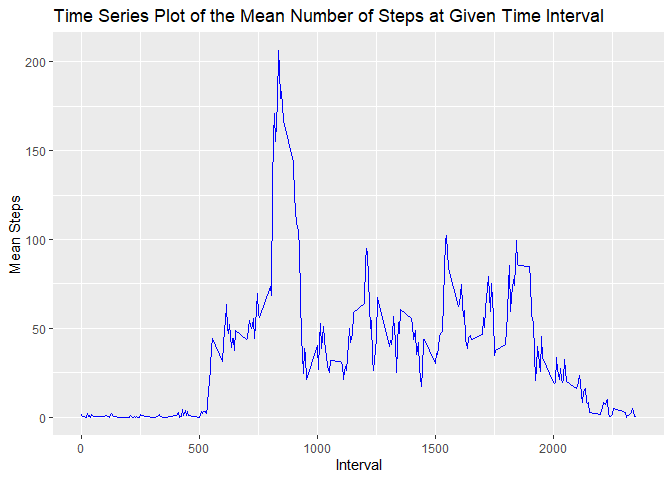 Time Series Plot of the Mean Number of Steps at Given Time Interval
200
150
100
50
0
Mean Steps
0 500 1000 1500 2000
Interval